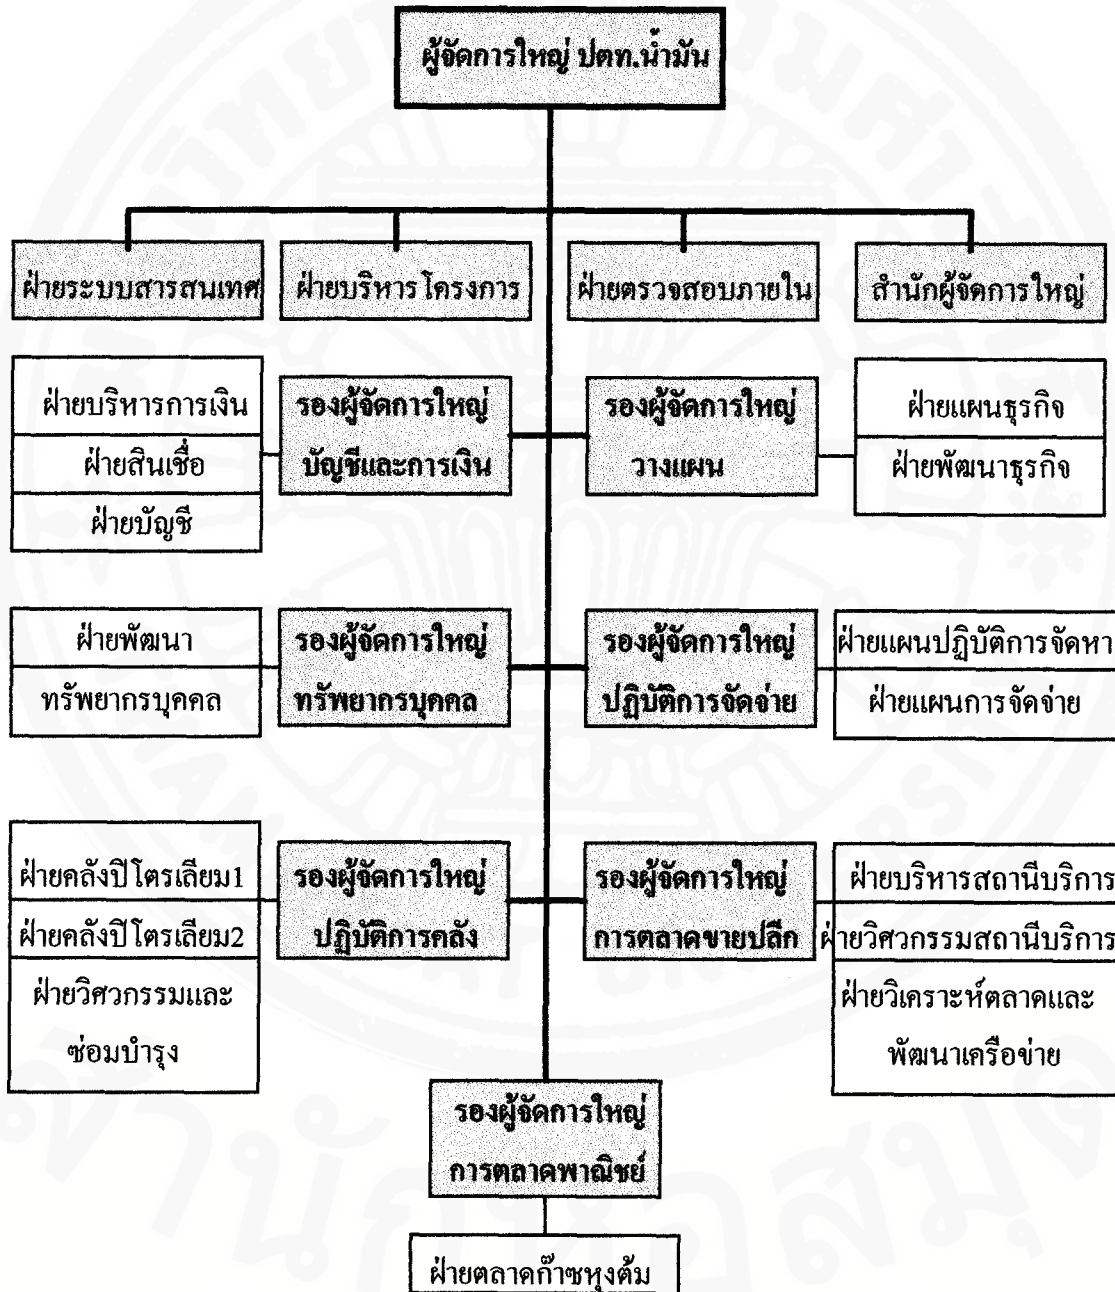 ผู้จัดการใหญ่ ปตท.น้ำมัน
ฝ่ายระบบสารสนเทศ
ฝ่ายบริหารโครงการ
ฝ่ายตรวจสอบภายใน
สำนักผู้จัดการใหญ่
ฝ่ายบริหารการเงิน
ฝ่ายสินเชื่อ
ฝ่ายบัญชี
รองผู้จัดการใหญ่
บัญชีและการเงิน
รองผู้จัดการใหญ่
วางแผน
ฝ่ายแผนธุรกิจ
ฝ่ายพัฒนาธุรกิจ
ฝ่ายพัฒนา
ทรัพยากรบุคคล
รองผู้จัดการใหญ่
ทรัพยากรบุคคล
รองผู้จัดการใหญ่
ปฏิบัติการจัดจ่าย
ฝ่ายแผนปฏิบัติการจัดหา
ฝ่ายแผนการจัดจ่าย
ฝ่ายคลังปิโตรเลียม1
ฝ่ายคลังปิโตรเลียม2
ฝ่ายวิศวกรรมและ
ซ่อมบำรุง
รองผู้จัดการใหญ่
ปฏิบัติการคลัง
รองผู้จัดการใหญ่
การตลาดขายปลีก
ฝ่ายบริหารสถานีบริการ
ฝ่ายวิศวกรรมสถานีบริการ
ฝ่ายวิเคราะห์ตลาดและ
พัฒนาเครือข่าย
รองผู้จัดการใหญ่
การตลาดพาณิชย์
ฝ่ายตลาดก๊าซหุงต้ม